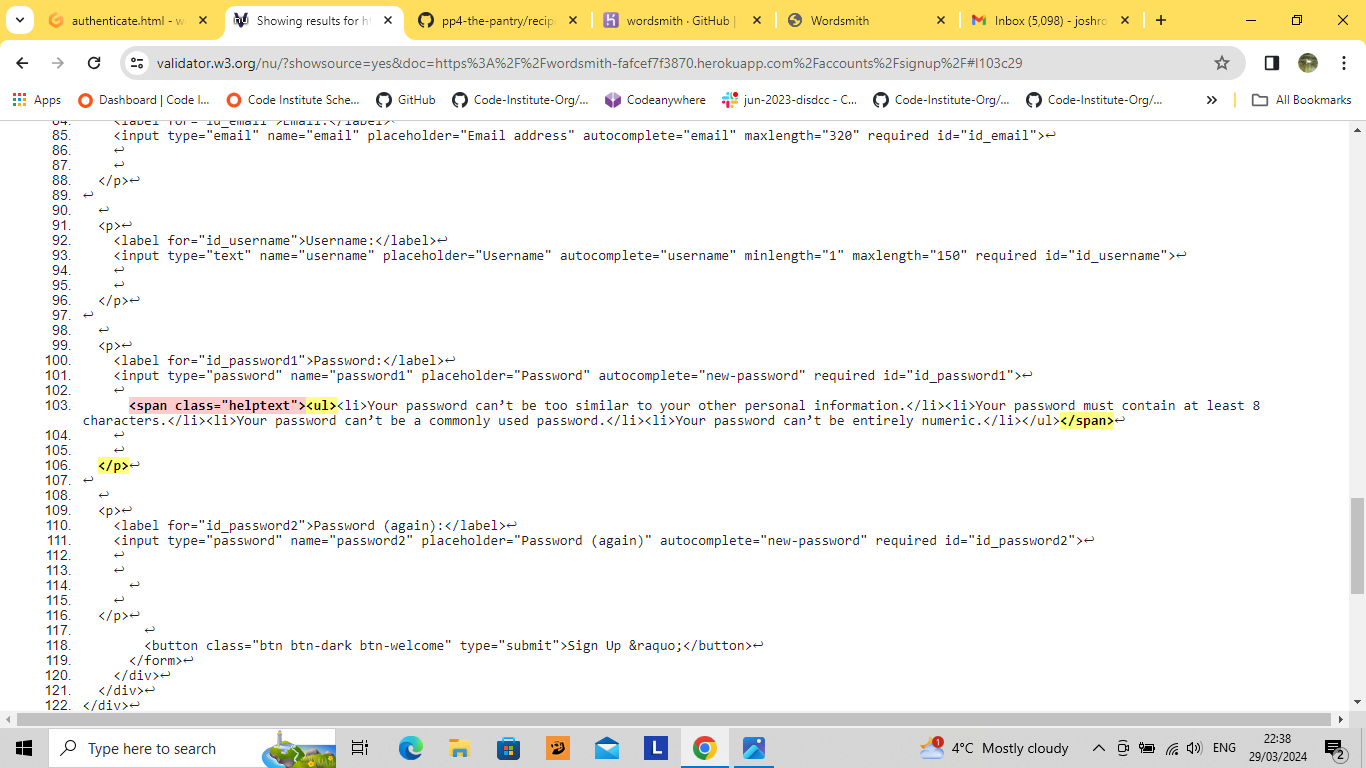 authenticate.html - w
Showing results for ht
pp4-the-pantry/recip
wordsmith · GitHub |
Wordsmith
Inbox (5,098) - joshro
validator.w3.org/nu/?showsource=yes&doc=https%3A%2F%2Fwordsmith-fafcef7f3870.herokuapp.com%2Faccounts%2Fsignup%2F#l103c29
Apps
Dashboard | Code I...
Code Institute Sche...
GitHub
Code-Institute-Org/...
Codeanywhere
jun-2023-disdcc - C...
Code-Institute-Org/...
Code-Institute-Org/...
»
All Bookmarks
84. <label for="id_email">Email:</label>↩
85. <input type="email" name="email" placeholder="Email address" autocomplete="email" maxlength="320" required id="id_email">↩
86. ↩
87. ↩
88. </p>↩
89. ↩
90. ↩
91. <p>↩
92. <label for="id_username">Username:</label>↩
93. <input type="text" name="username" placeholder="Username" autocomplete="username" minlength="1" maxlength="150" required id="id_username">↩
94. ↩
95. ↩
96. </p>↩
97. ↩
98. ↩
99. <p>↩
100. <label for="id_password1">Password:</label>↩
101. <input type="password" name="password1" placeholder="Password" autocomplete="new-password" required id="id_password1">↩
102. ↩
103. <span class="helptext"><ul><li>Your password can’t be too similar to your other personal information.</li><li>Your password must contain at least 8
characters.</li><li>Your password can’t be a commonly used password.</li><li>Your password can’t be entirely numeric.</li></ul></span>↩
104. ↩
105. ↩
106. </p>↩
107. ↩
108. ↩
109. <p>↩
110. <label for="id_password2">Password (again):</label>↩
111. <input type="password" name="password2" placeholder="Password (again)" autocomplete="new-password" required id="id_password2">↩
112. ↩
113. ↩
114. ↩
115. ↩
116. </p>↩
117. ↩
118. <button class="btn btn-dark btn-welcome" type="submit">Sign Up &raquo;</button>↩
119. </form>↩
120. </div>↩
121. </div>↩
122. </div>↩
Type here to search
L
1
4°C Mostly cloudy
ENG
22:38
29/03/2024
2